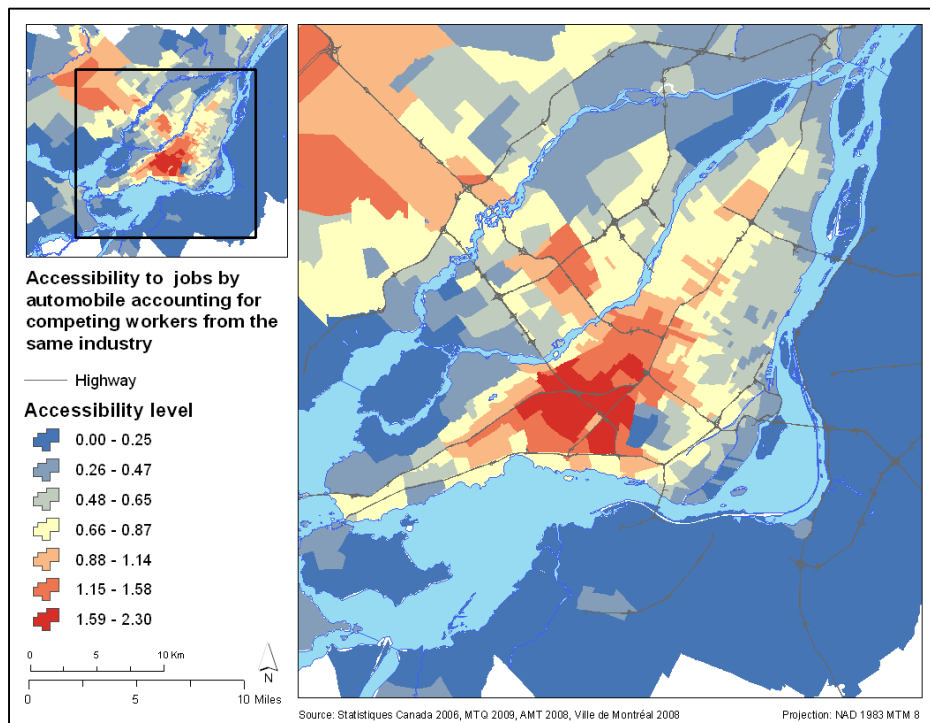 Accessibility to jobs by
automobile accounting for
competing workers from the
same industry
Highway
Accessibility level
0.00 - 0.25
0.26 - 0.47
0.48 - 0.65
0.66 - 0.87
0.88 - 1.14
1.15 - 1.58
1.59 - 2.30
0 5 10 Km
0 5 10 Miles
N
Source: Statistiques Canada 2006, MTQ 2009, AMT 2008, Ville de Montréal 2008
Projection: NAD 1983 MTM 8